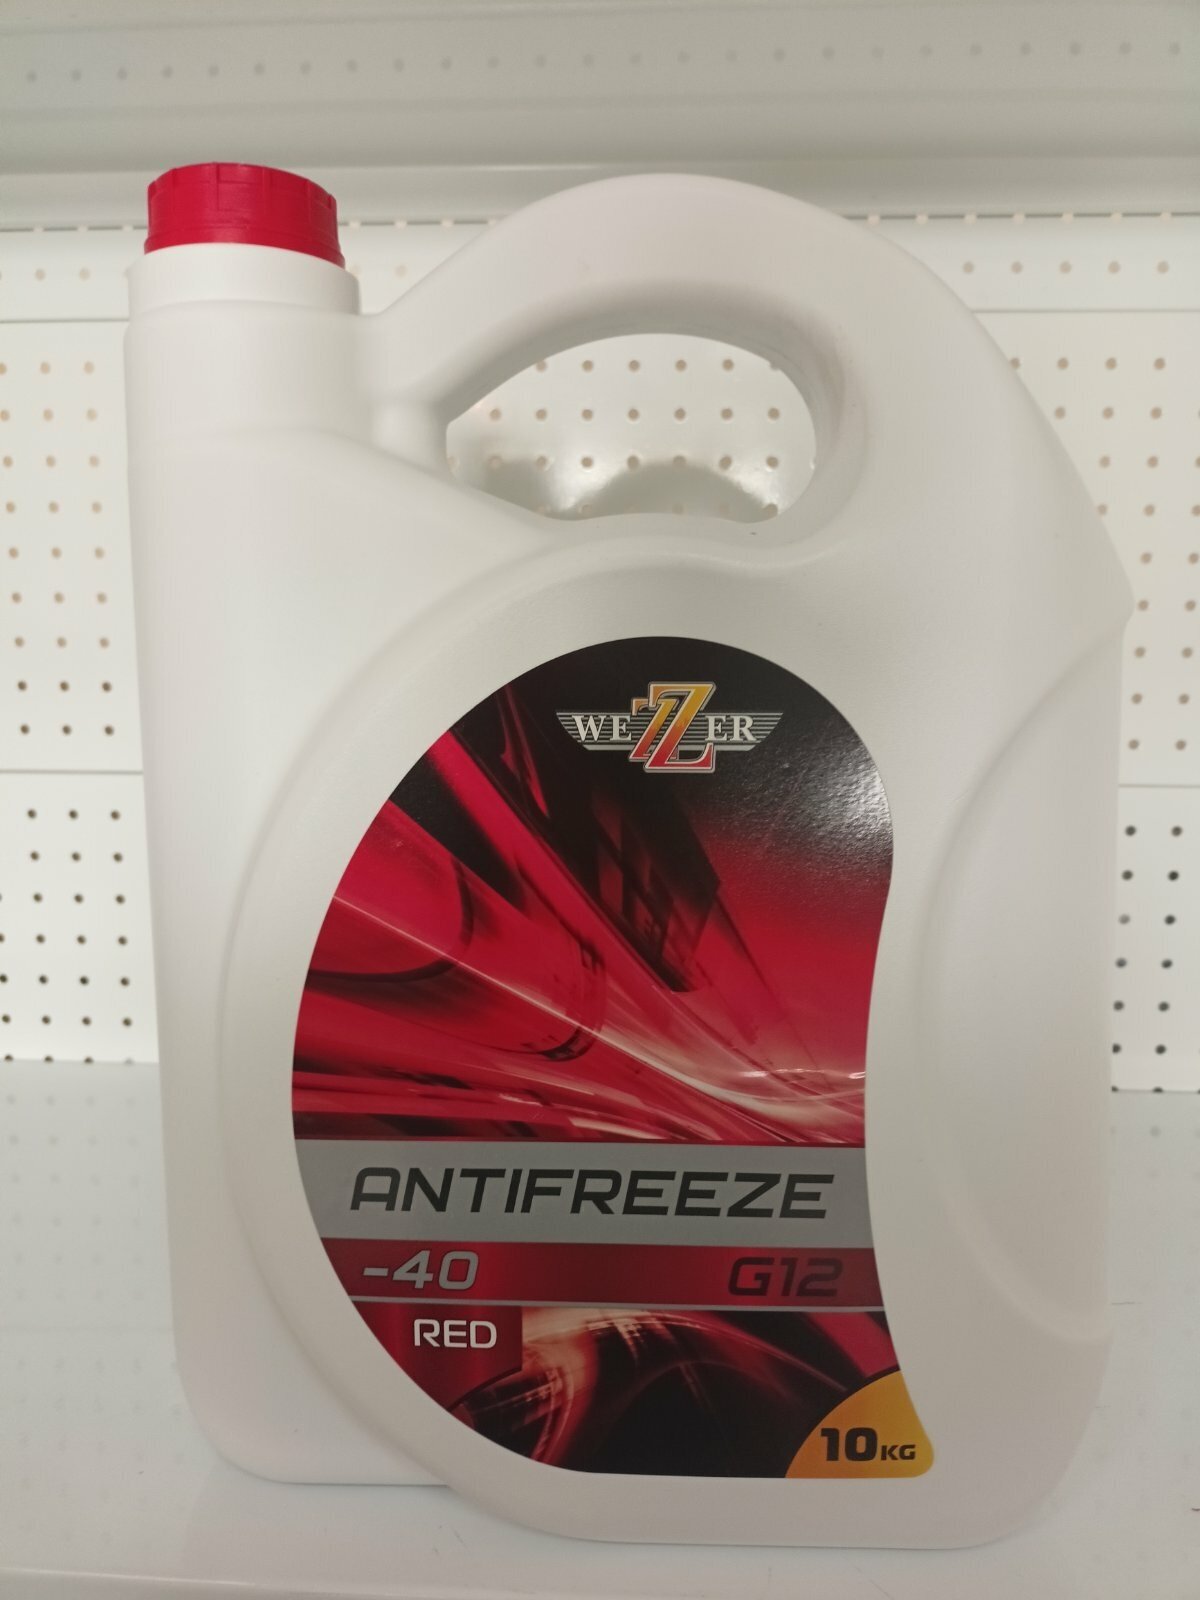 WEZZER
ANTIFREEZE
-40 G12
RED
10KG